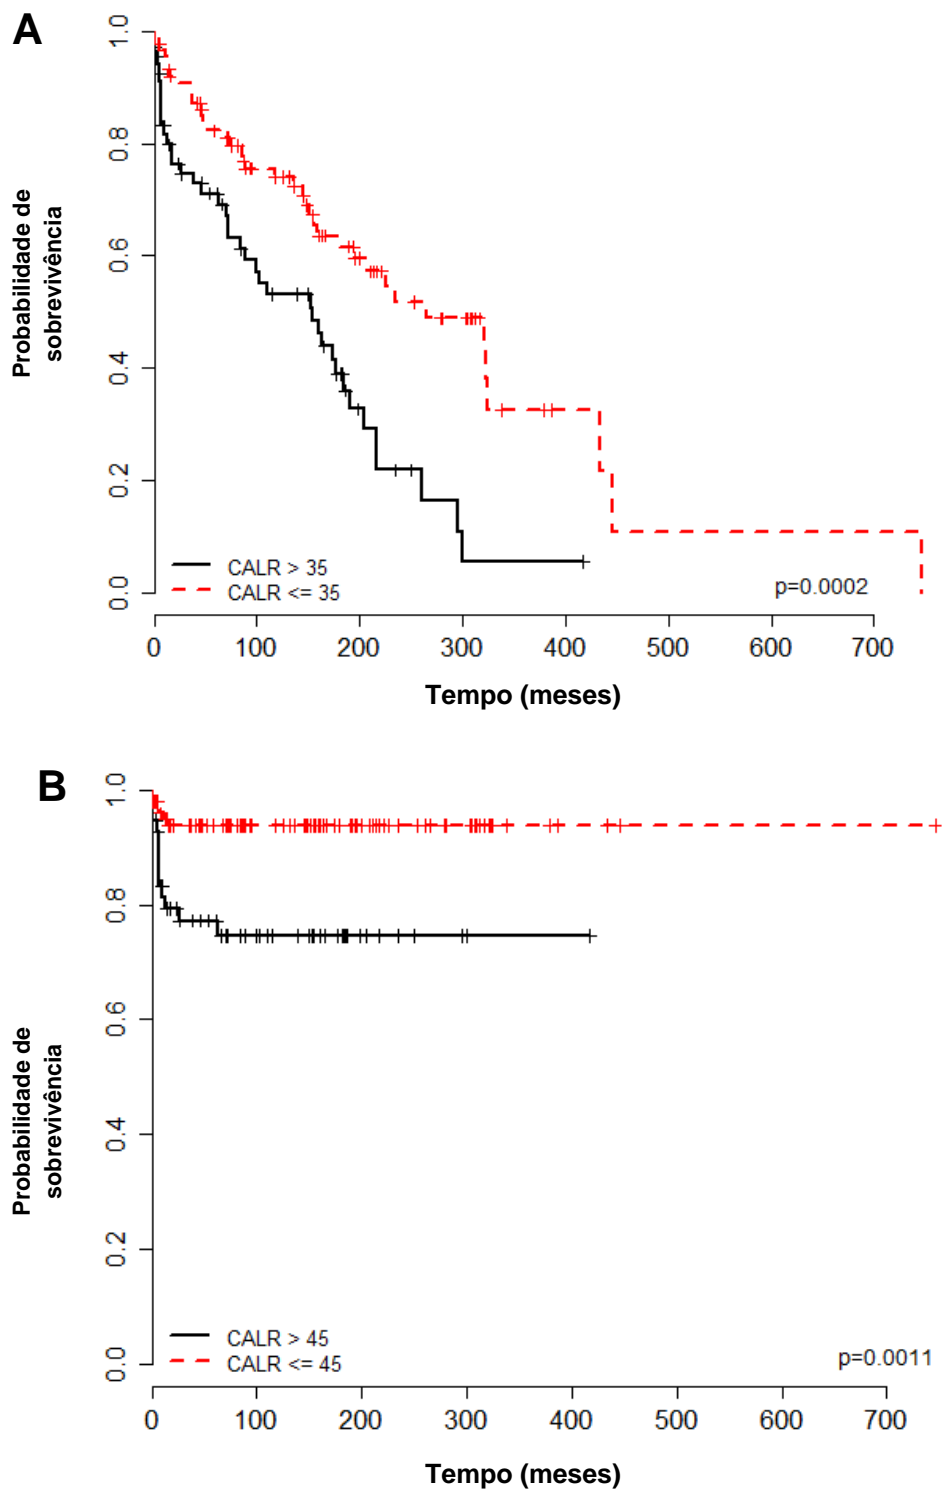 A
1.0
0.8
0.6
0.4
0.2
0.0
Probabilidade de
sobrevivência
CALR > 35
CALR <= 35
p=0.0002
0 100 200 300 400 500 600 700
Tempo (meses)
B
1.0
0.8
0.6
0.4
0.2
0.0
Probabilidade de
sobrevivência
CALR > 45
CALR <= 45
p=0.0011
0 100 200 300 400 500 600 700
Tempo (meses)